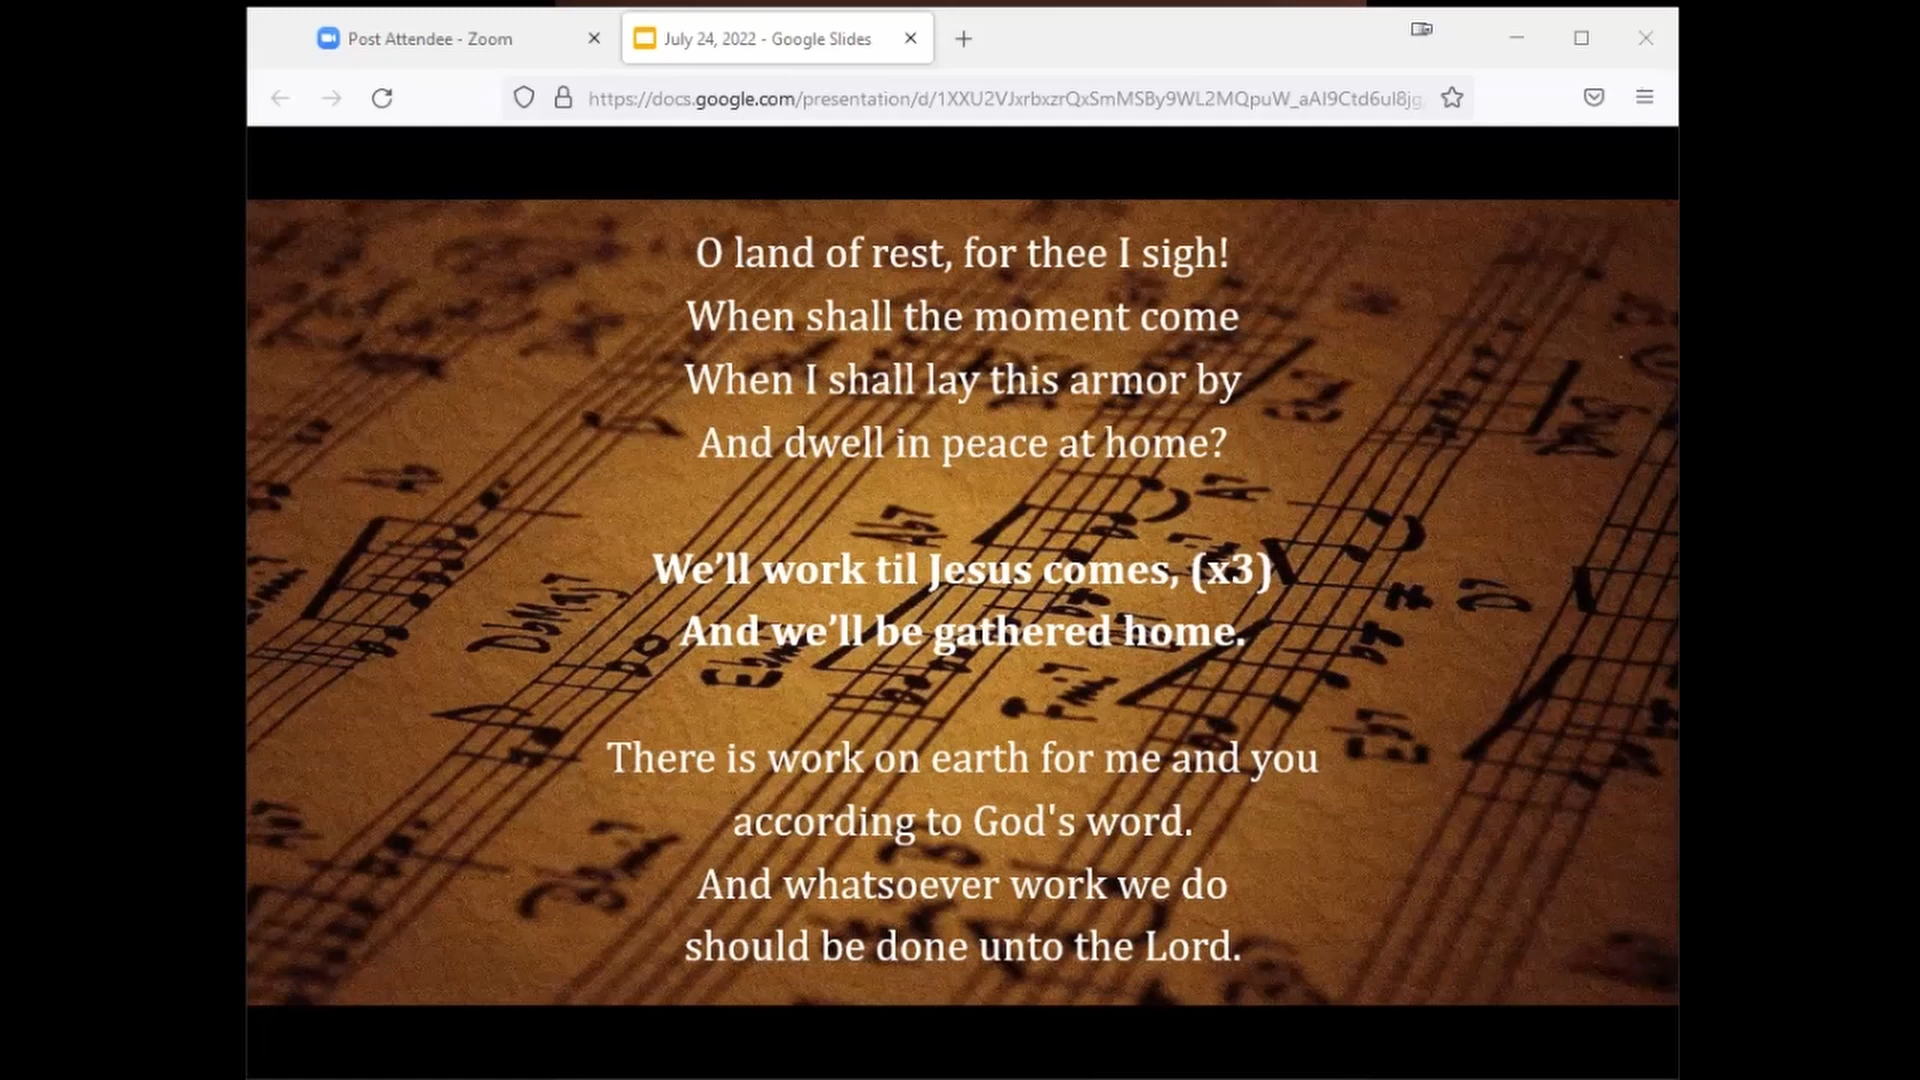 Post Attendee - Zoom
July 24, 2022 - Google Slides
https://docs.google.com/presentation/d/1XXU2VJxrbxzrQxSmMSBy9WL2MQpuW_aAI9Ctd6ul8jg
O land of rest, for thee I sigh!
When shall the moment come
When I shall lay this armor by
And dwell in peace at home?
We’ll work til Jesus comes, (x3)
And we’ll be gathered home.
There is work on earth for me and you
according to God's word.
And whatsoever work we do
should be done unto the Lord.